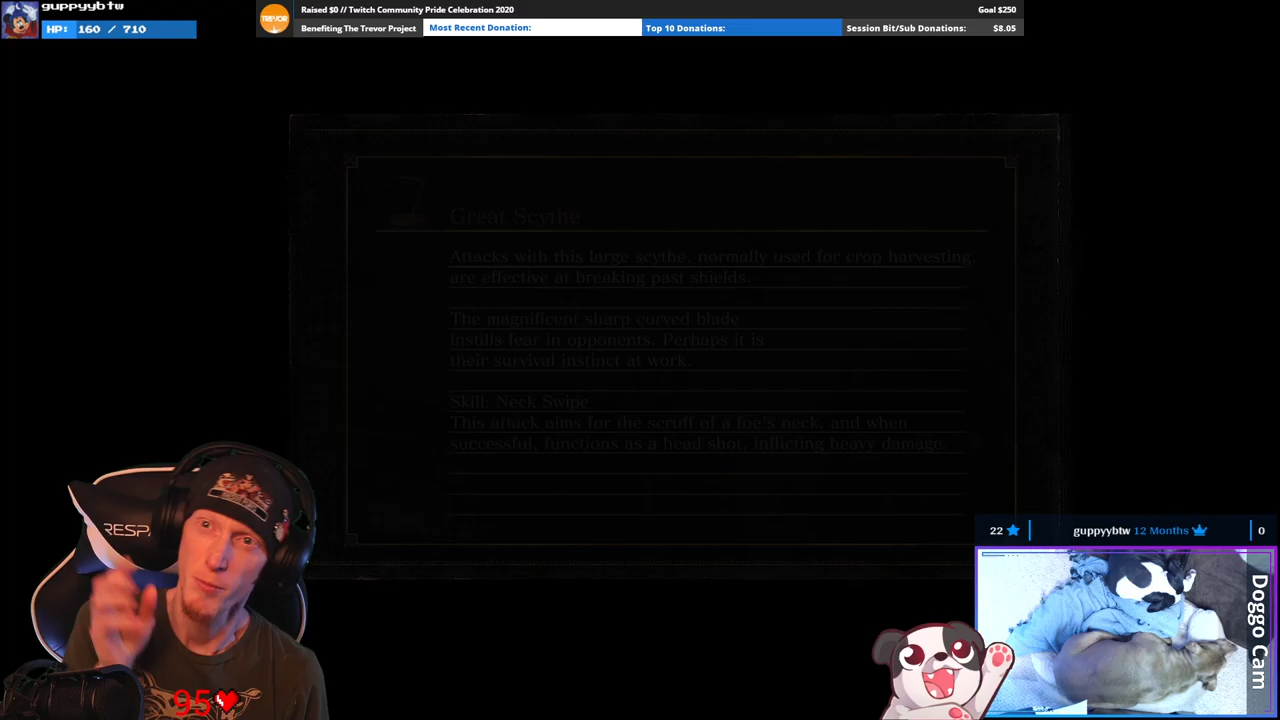 guppyybtw
HP: 160 / 710
TREVOR
Raised $0 // Twitch Community Pride Celebration 2020
Goal $250
Benefiting The Trevor Project
Most Recent Donation:
Top 10 Donations:
Session Bit/Sub Donations:
$8.05
Great Scythe
Attacks with this large scythe, normally used for crop harvesting,
are effective at breaking past shields.
The magnificent sharp curved blade
instills fear in opponents. Perhaps it is
their survival instinct at work.
Skill: Neck Swipe
This attack aims for the scruff of a foe's neck, and when
successful, functions as a head shot, inflicting heavy damage.
RESPA
95
22
guppyybtw 12 Months
0
Doggo Cam